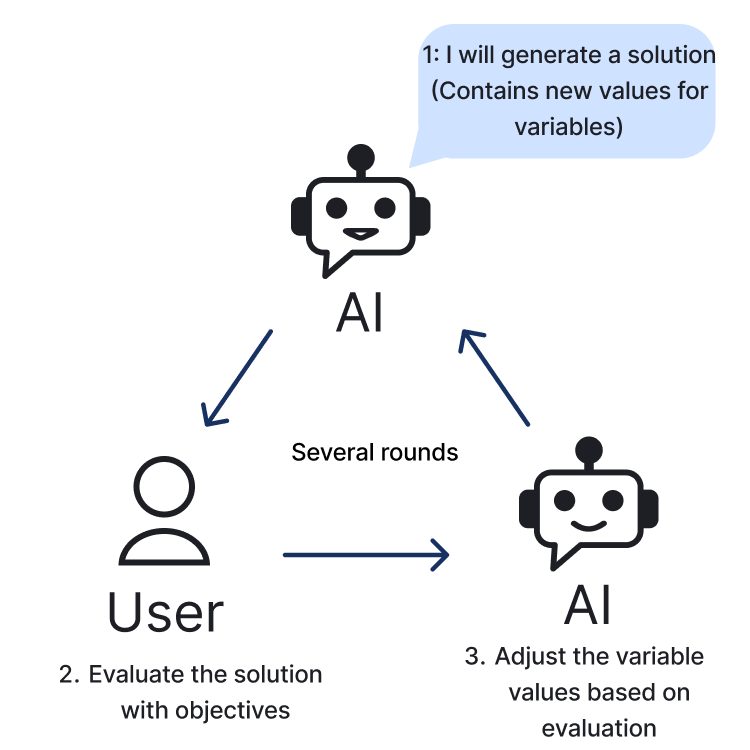 1: I will generate a solution
(Contains new values for
variables)
AI
Several rounds
User
AI
2. Evaluate the solution
with objectives
3. Adjust the variable
values based on
evaluation